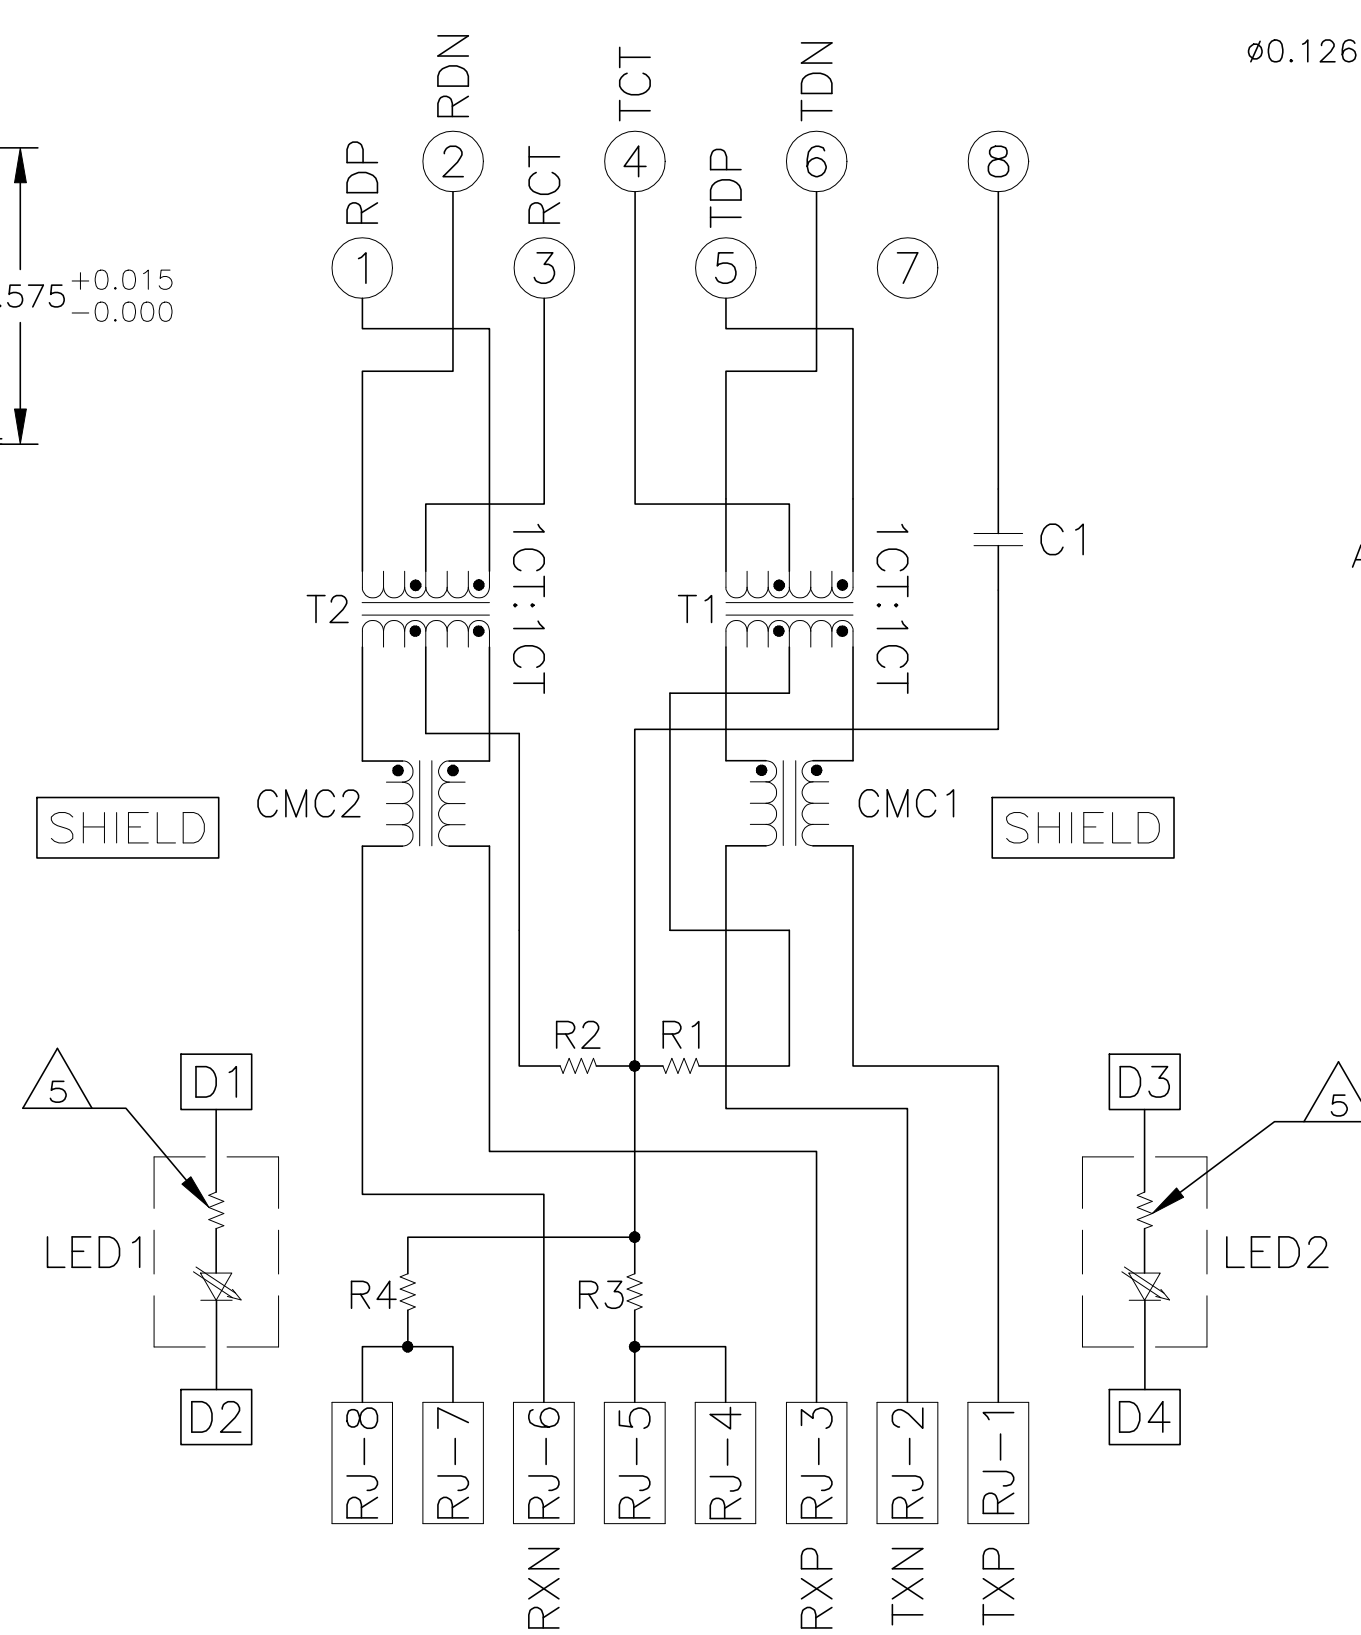 RDN
TCT
TDN
ø0.126
RDP
2
RCT
4
TDP
6
8
1
3
5
7
.575 +0.015
-0.000
1CT:1CT
1CT:1CT
C1
T2
T1
CMC2
CMC1
SHIELD
SHIELD
R2
R1
5
D1
D3
5
LED1
LED2
R4
R3
D2
D4
RJ-8
RJ-7
RJ-6
RJ-5
RJ-4
RJ-3
RJ-2
RJ-1
RXN
RXP
TXN
TXP